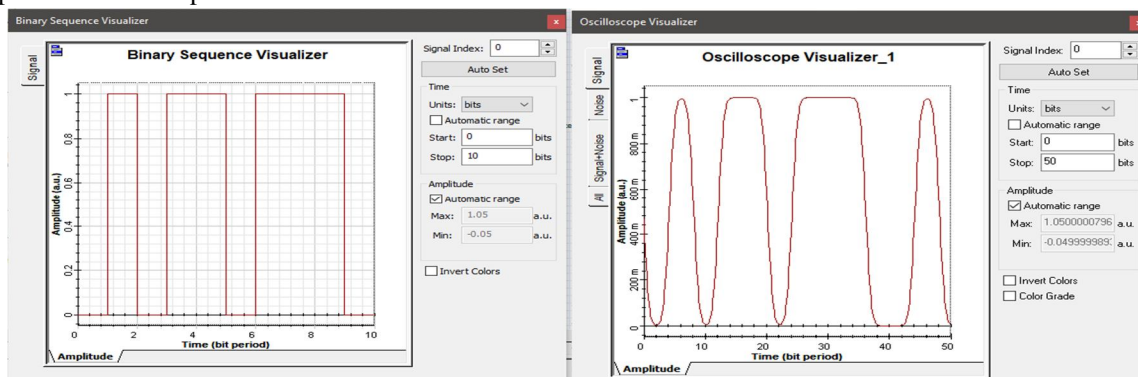 Binary Sequence Visualizer
Signal
Binary Sequence Visualizer
Amplitude (a.u.)
0 0.2 0.4 0.6 0.8 1
0 2 4 6 8 10
Time (bit period)
Amplitude
Signal Index: 0
Auto Set
Time
Units: bits
Automatic range
Start: 0 bits
Stop: 10 bits
Amplitude
Automatic range
Max: 1.05 a.u.
Min: -0.05 a.u.
Invert Colors
Oscilloscope Visualizer
Signal
Noise
Signal+Noise
All
Oscilloscope Visualizer_1
Amplitude (a.u.)
0 200 m 400 m 600 m 800 m 1
0 10 20 30 40 50
Time (bit period)
Amplitude
Signal Index: 0
Auto Set
Time
Units: bits
Automatic range
Start: 0 bits
Stop: 50 bits
Amplitude
Automatic range
Max: 1.0500000796 a.u.
Min: a.u.
Invert Colors
Color Grade